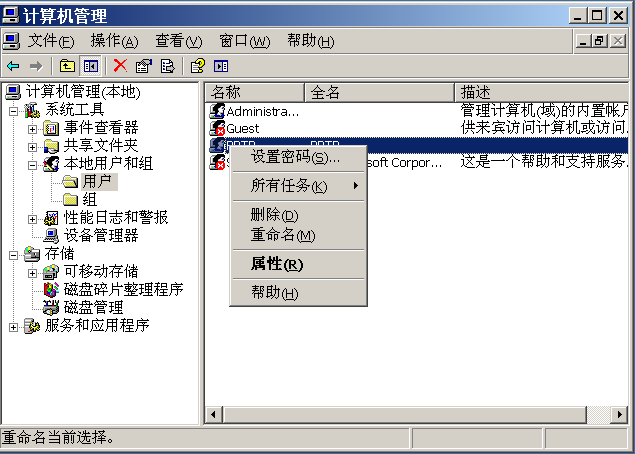 计算机管理
文件(F) 操作(A) 查看(V) 窗口(W) 帮助(H)
计算机管理(本地)
系统工具
事件查看器
共享文件夹
本地用户和组
用户
组
性能日志和警报
设备管理器
存储
可移动存储
磁盘碎片整理程序
磁盘管理
服务和应用程序
名称 全名 描述
Administra... 管理计算机(域)的内置帐户
Guest 供来宾访问计算机或访问
soft Corpor... 这是一个帮助和支持服务
设置密码(S)...
所有任务(K)
删除(D)
重命名(M)
属性(R)
帮助(H)
重命名当前选择。